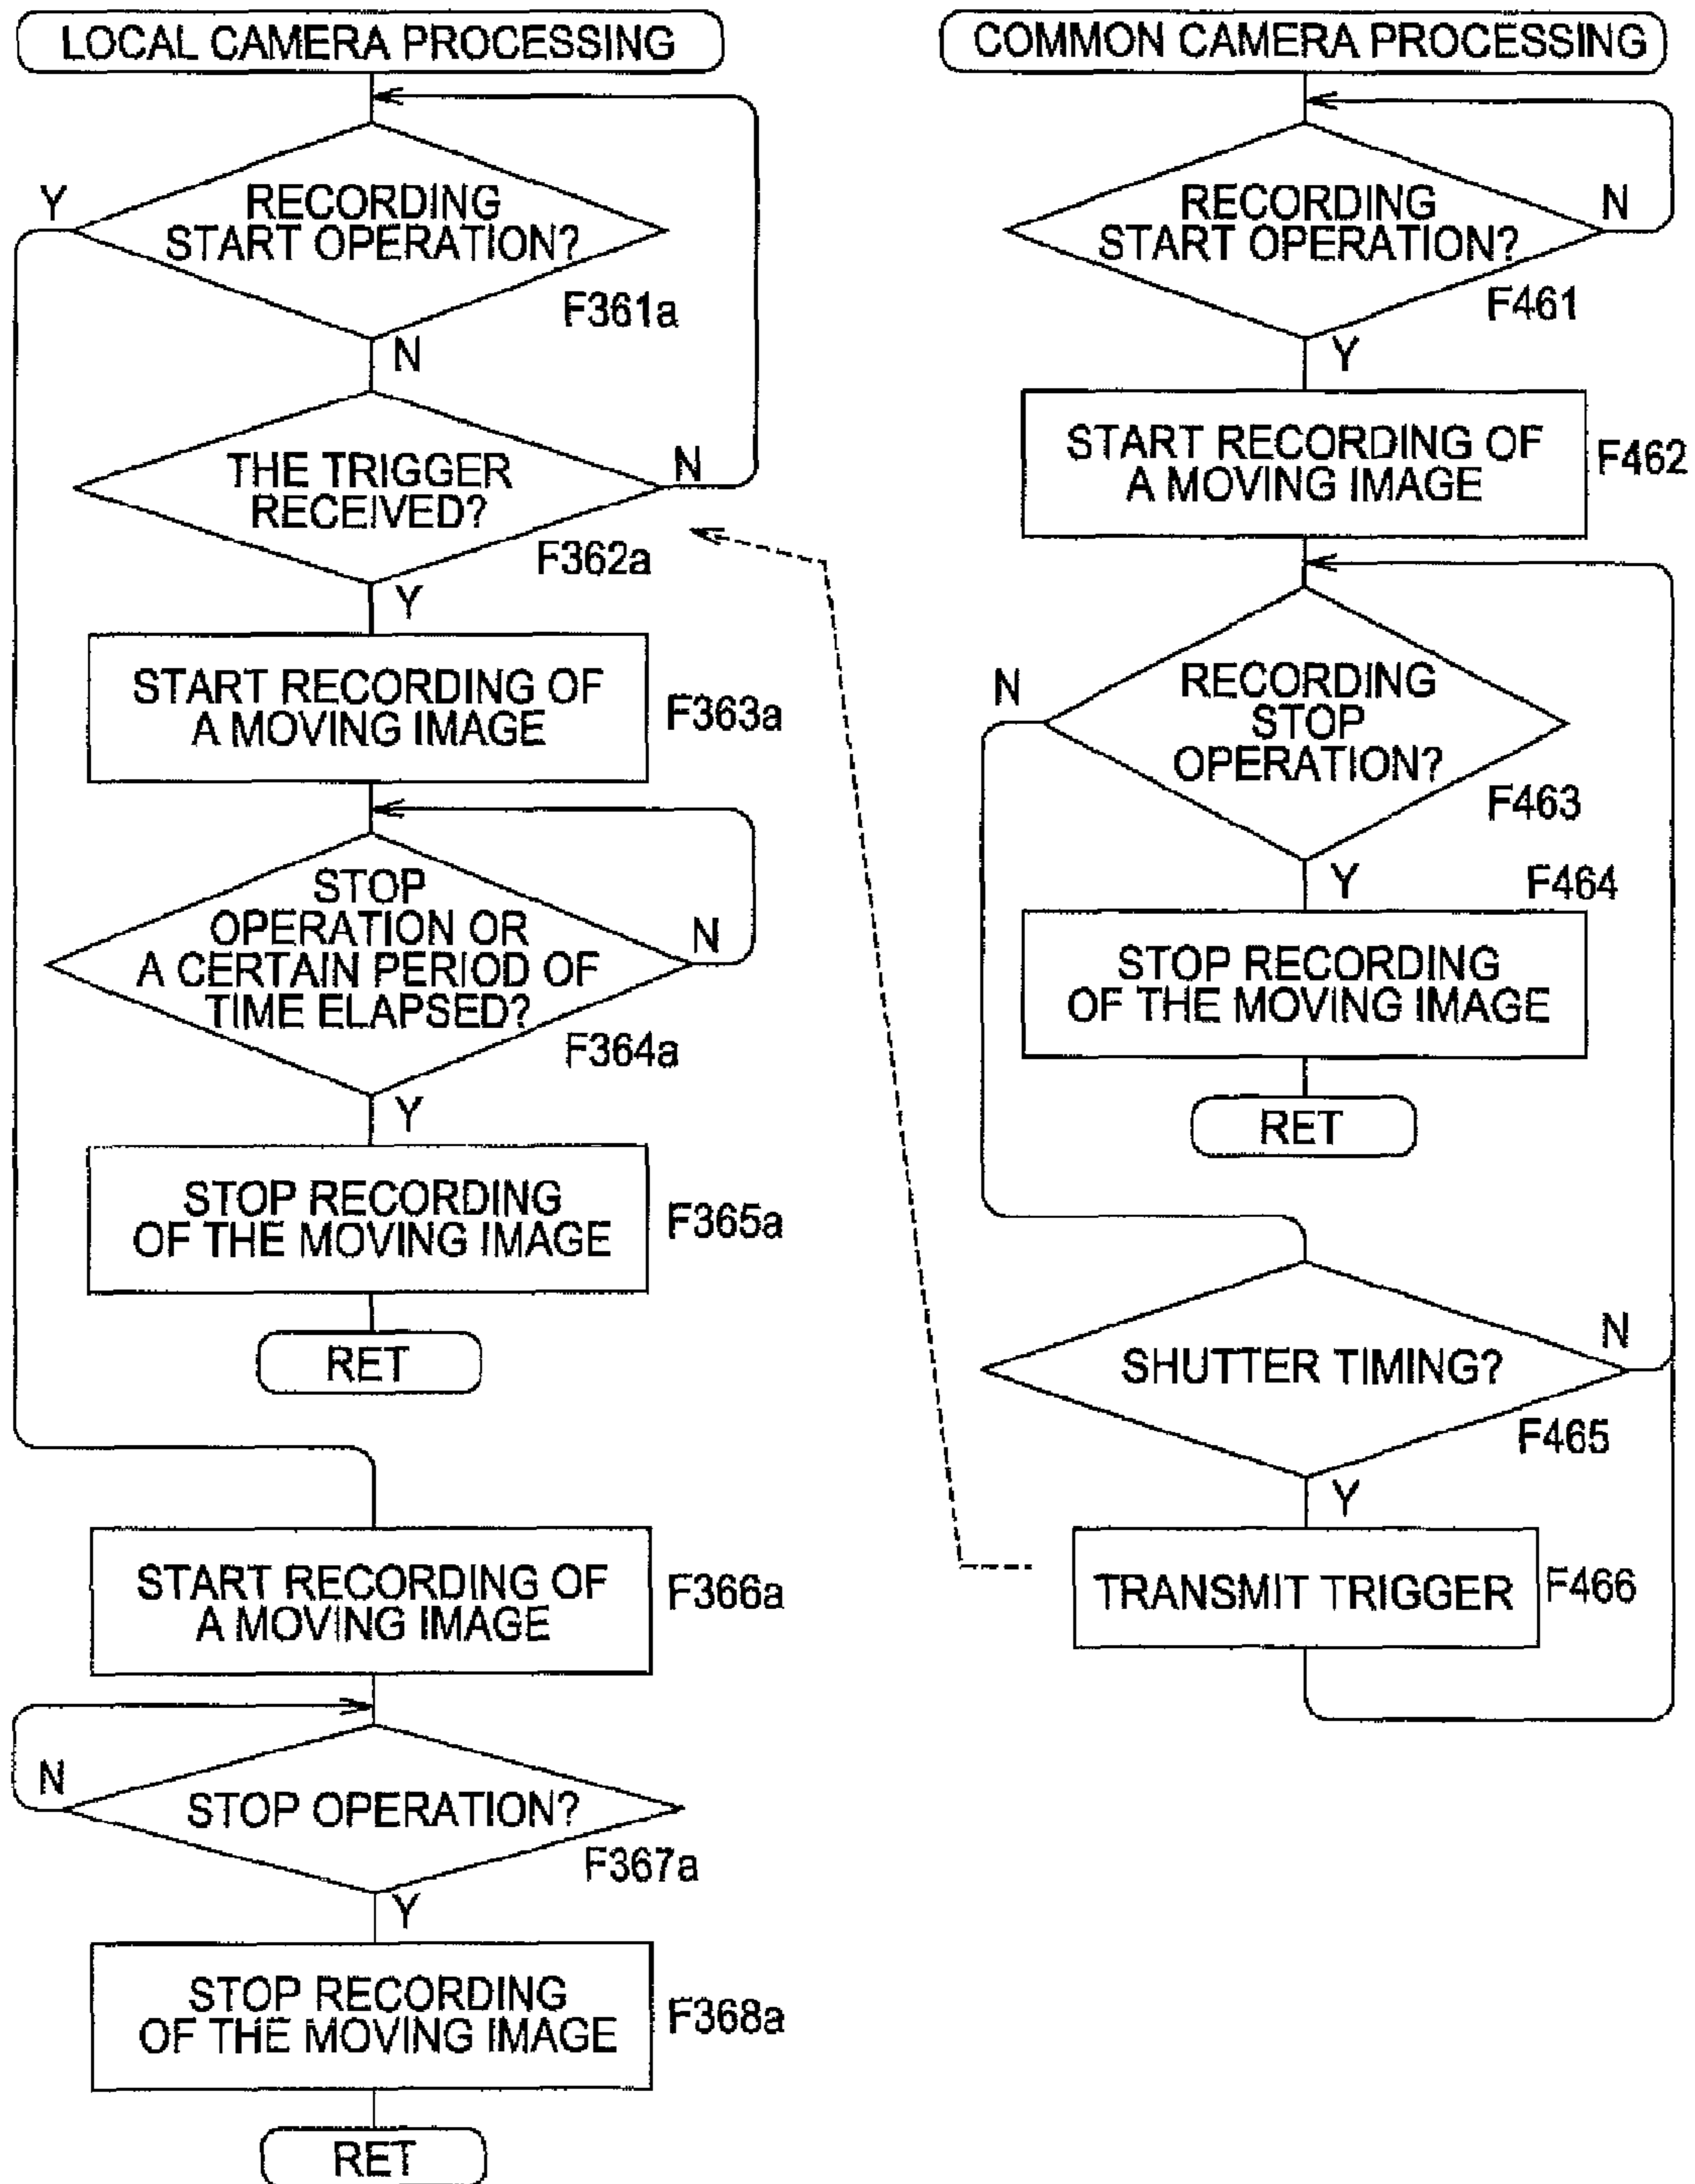 LOCAL CAMERA PROCESSING
Y
RECORDING
START OPERATION?
F361a
N
THE TRIGGER
RECEIVED?
N
F362a
Y
START RECORDING OF
A MOVING IMAGE
F363a
STOP
OPERATION OR
A CERTAIN PERIOD OF
TIME ELAPSED?
N
F364a
Y
STOP RECORDING
OF THE MOVING IMAGE
F365a
RET
START RECORDING OF
A MOVING IMAGE
F366a
N
STOP OPERATION?
F367a
Y
STOP RECORDING
OF THE MOVING IMAGE
F368a
RET
COMMON CAMERA PROCESSING
RECORDING
START OPERATION?
N
F461
Y
START RECORDING OF
A MOVING IMAGE
F462
N
RECORDING
STOP
OPERATION?
F463
Y
F464
STOP RECORDING
OF THE MOVING IMAGE
RET
SHUTTER TIMING?
N
F465
Y
TRANSMIT TRIGGER
F466